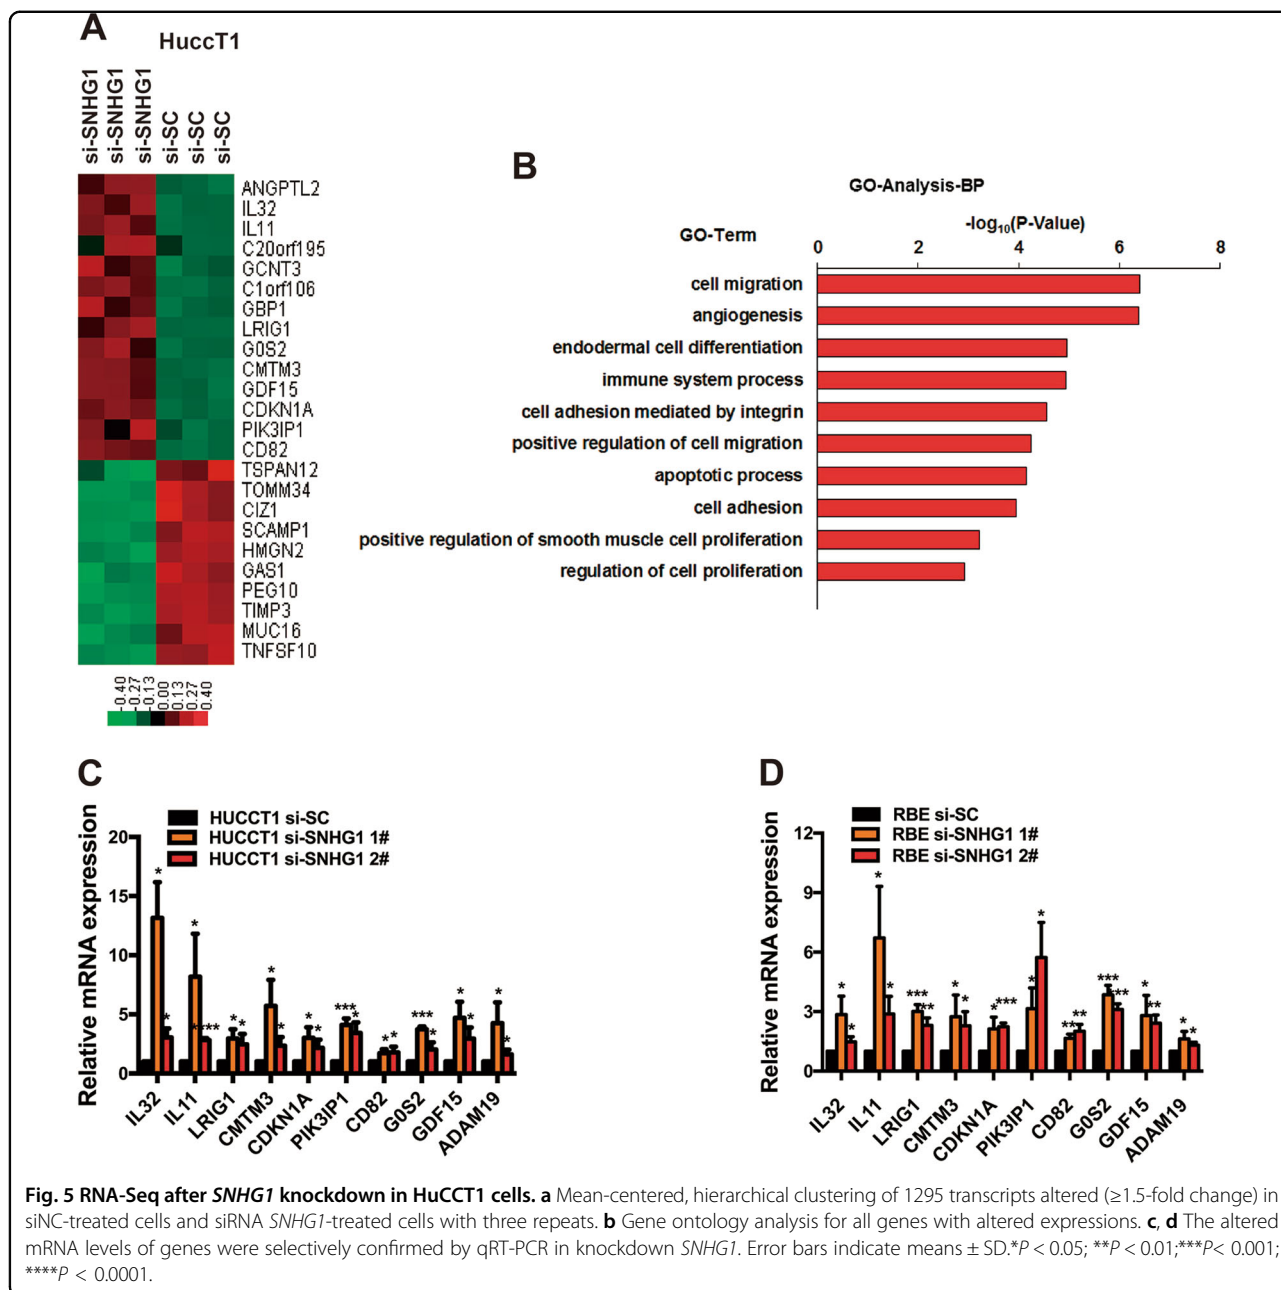 A
HuccT1
si-SNHG1
si-SNHG1
si-SNHG1
si-SC
si-SC
si-SC
ANGPTL2
IL32
IL11
C20orf195
GCNT3
C1orf106
GBP1
LRIG1
G0S2
CMTM3
GDF15
CDKN1A
PIK3IP1
CD82
TSPAN12
TOMM34
CIZ1
SCAMP1
HMGN2
GAS1
PEG10
TIMP3
MUC16
TNFSF10
-0.40
-0.27
-0.13
0.00
0.13
0.27
0.40
B
GO-Analysis-BP
-log10(P-Value)
GO-Term
0 2 4 6 8
cell migration
angiogenesis
endodermal cell differentiation
immune system process
cell adhesion mediated by integrin
positive regulation of cell migration
apoptotic process
cell adhesion
positive regulation of smooth muscle cell proliferation
regulation of cell proliferation
C
HUCCT1 si-SC
HUCCT1 si-SNHG1 1#
HUCCT1 si-SNHG1 2#
Relative mRNA expression
20
15
10
5
0
* * * **** * * * * * * *** * * * *** * * * * *
IL32
IL11
LRIG1
CMTM3
CDKN1A
PIK3IP1
CD82
G0S2
GDF15
ADAM19
D
RBE si-SC
RBE si-SNHG1 1#
RBE si-SNHG1 2#
Relative mRNA expression
12
9
6
3
0
* * * * *** ** * * * *** * * ** ** *** *** * ** * *
IL32
IL11
LRIG1
CMTM3
CDKN1A
PIK3IP1
CD82
G0S2
GDF15
ADAM19
Fig. 5 RNA-Seq after SNHG1 knockdown in HuCCT1 cells. a Mean-centered, hierarchical clustering of 1295 transcripts altered (≥1.5-fold change) in
siNC-treated cells and siRNA SNHG1-treated cells with three repeats. b Gene ontology analysis for all genes with altered expressions. c, d The altered
mRNA levels of genes were selectively confirmed by qRT-PCR in knockdown SNHG1. Error bars indicate means ± SD.*P < 0.05; **P < 0.01;***P< 0.001;
****P < 0.0001.